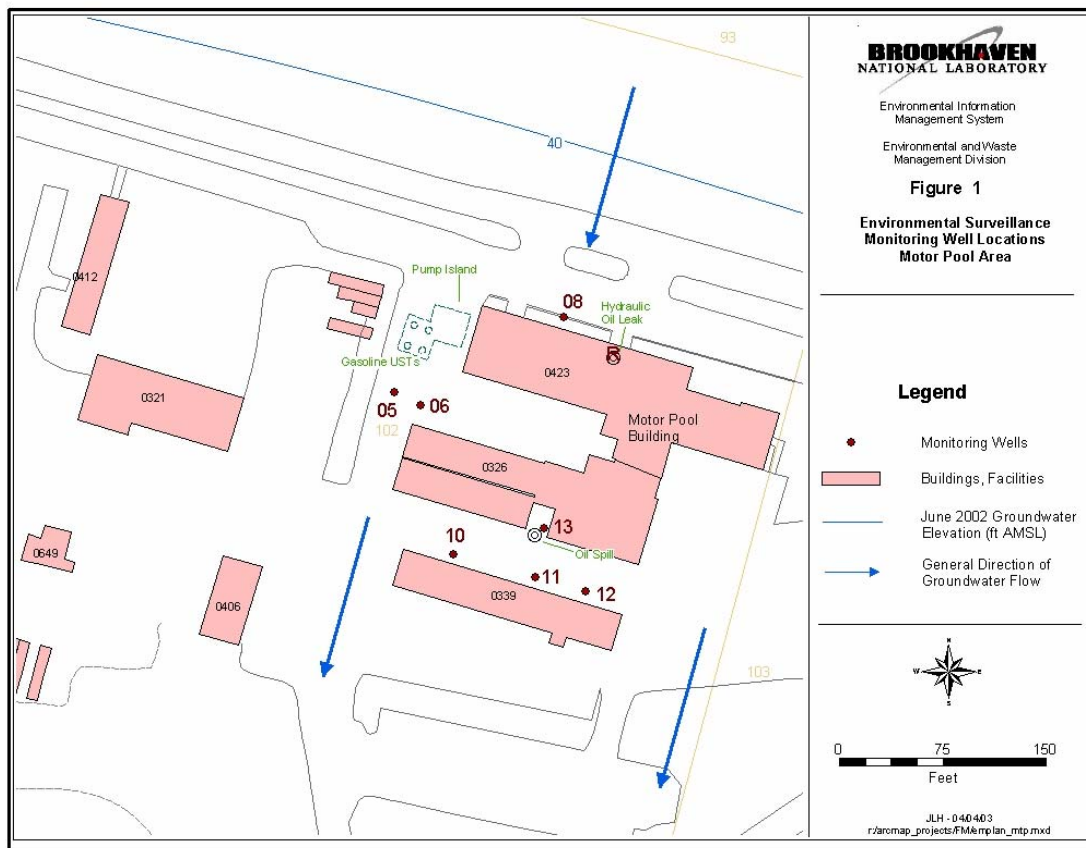 93
40
BROOKHAVEN
NATIONAL LABORATORY
Environmental Information
Management System
Environmental and Waste
Management Division
Figure 1
Environmental Surveillance
Monitoring Well Locations
Motor Pool Area
0412
Pump Island
08
Hydraulic
Oil Leak
Gasoline USTs
0423
0321
05
06
102
Motor Pool
Building
0326
13
Oil Spill
10
11
12
0339
0649
0406
103
Legend
Monitoring Wells
Buildings, Facilities
June 2002 Groundwater
Elevation (ft AMSL)
General Direction of
Groundwater Flow
N
W
E
S
0
75
150
Feet
JLH - 04/04/03
r:/arcmap_projects/FM/emplan_mtp.mxd